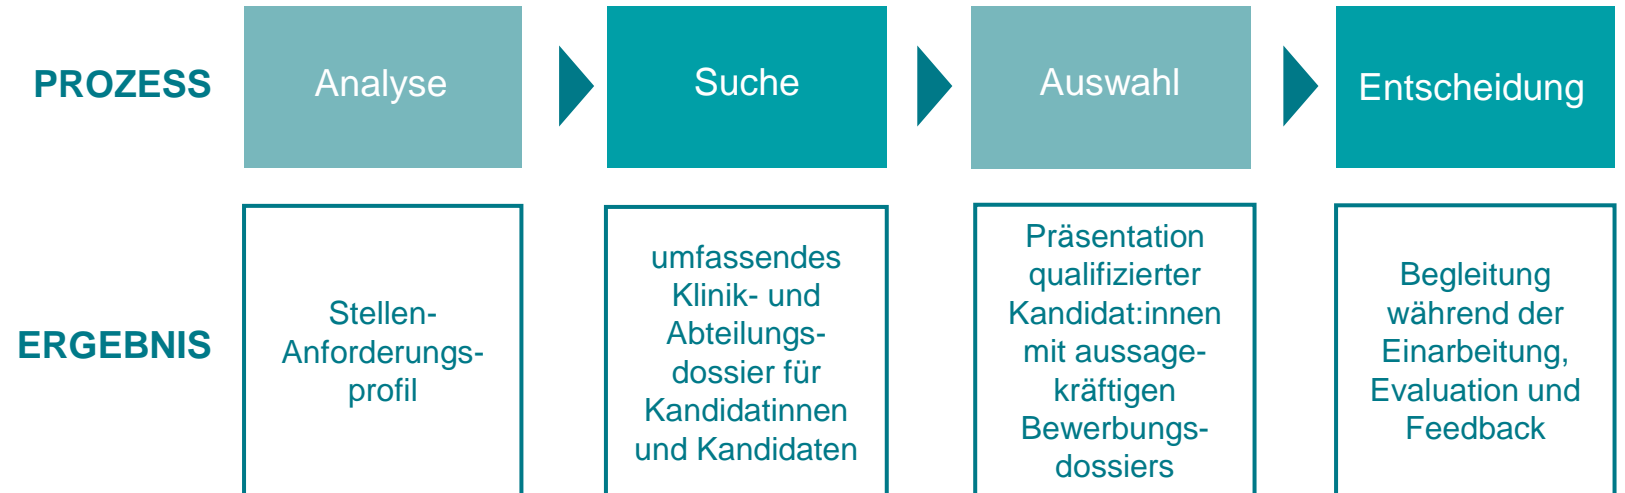 PROZESS
Analyse
Suche
Auswahl
Entscheidung
ERGEBNIS
Stellen-
Anforderungs-
profil
umfassendes
Klinik- und
Abteilungs-
dossier für
Kandidatinnen
und Kandidaten
Präsentation
qualifizierter
Kandidat:innen
mit aussage-
kräftigen
Bewerbungs-
dossiers
Begleitung
während der
Einarbeitung,
Evaluation und
Feedback